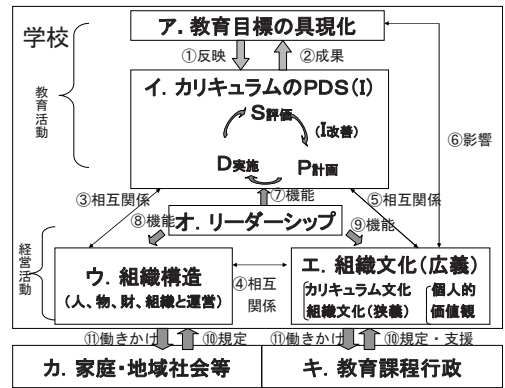 学校
ア．教育目標の具現化
①反映
②成果
教育活動
イ．カリキュラムのPDS(I)
S評価
(I改善)
D実施
P計画
⑥影響
③相互関係
⑦機能
⑤相互関係
⑧機能
オ．リーダーシップ
⑨機能
経営活動
ウ．組織構造
(人、物、財、組織と運営)
④相互
関係
エ．組織文化(広義)
カリキュラム文化
組織文化(狭義)
個人的
価値観
⑪働きかけ
⑩規定
⑪働きかけ
⑩規定・支援
カ．家庭・地域社会等
キ．教育課程行政